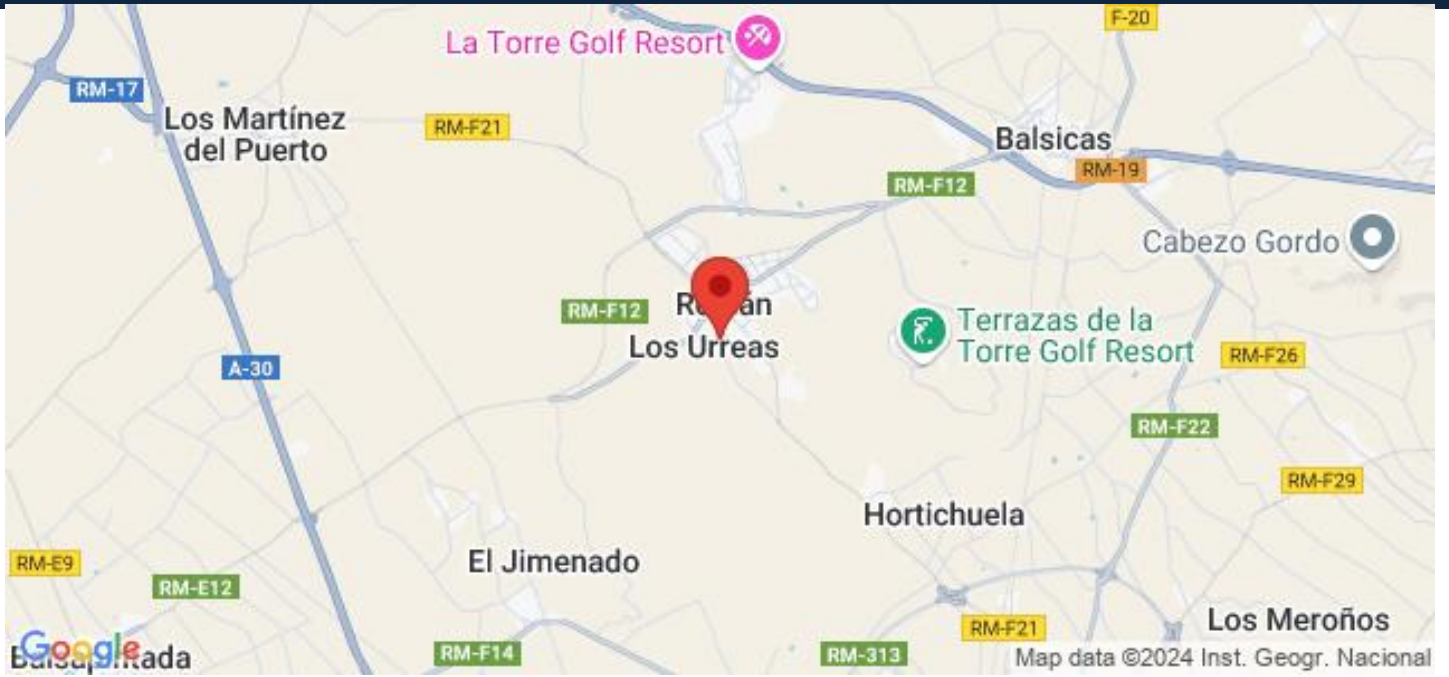 F-20
La Torre Golf Resort
RM-17
Los Martínez
del Puerto
RM-F21
Balsicas
RM-19
RM-F12
Cabezo Gordo
RM-F12
Los Urreas
Terrazas de la
Torre Golf Resort
RM-F26
A-30
RM-F22
RM-F29
Hortichuela
El Jimenado
RM-E9
RM-E12
Los Meroños
RM-F21
Google
RM-F14
RM-313
Map data ©2024 Inst. Geogr. Nacional